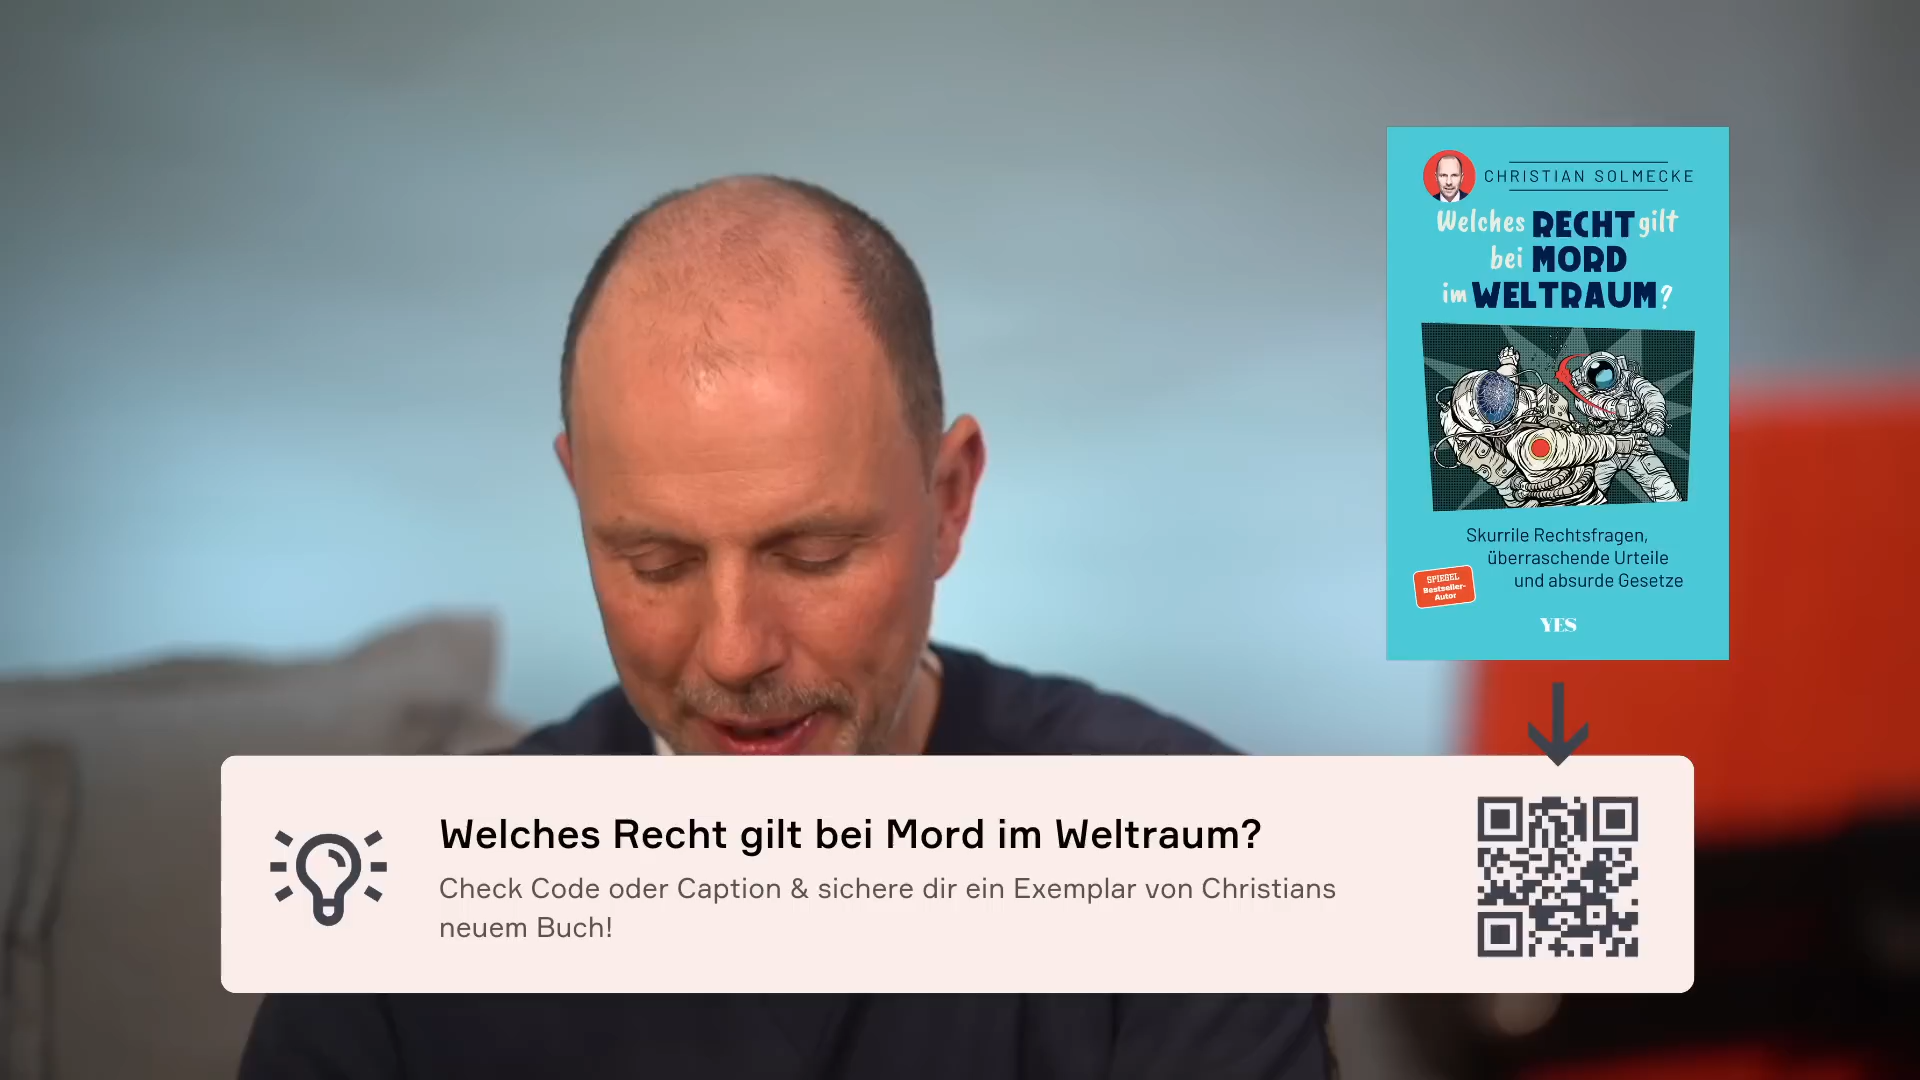 CHRISTIAN SOLMECKE
Welches RECHT gilt
bei MORD
im WELTRAUM?
Skurrile Rechtsfragen,
überraschende Urteile
und absurde Gesetze
SPIEGEL
Bestseller-
Autor
YES
Welches Recht gilt bei Mord im Weltraum?
Check Code oder Caption & sichere dir ein Exemplar von Christians
neuem Buch!